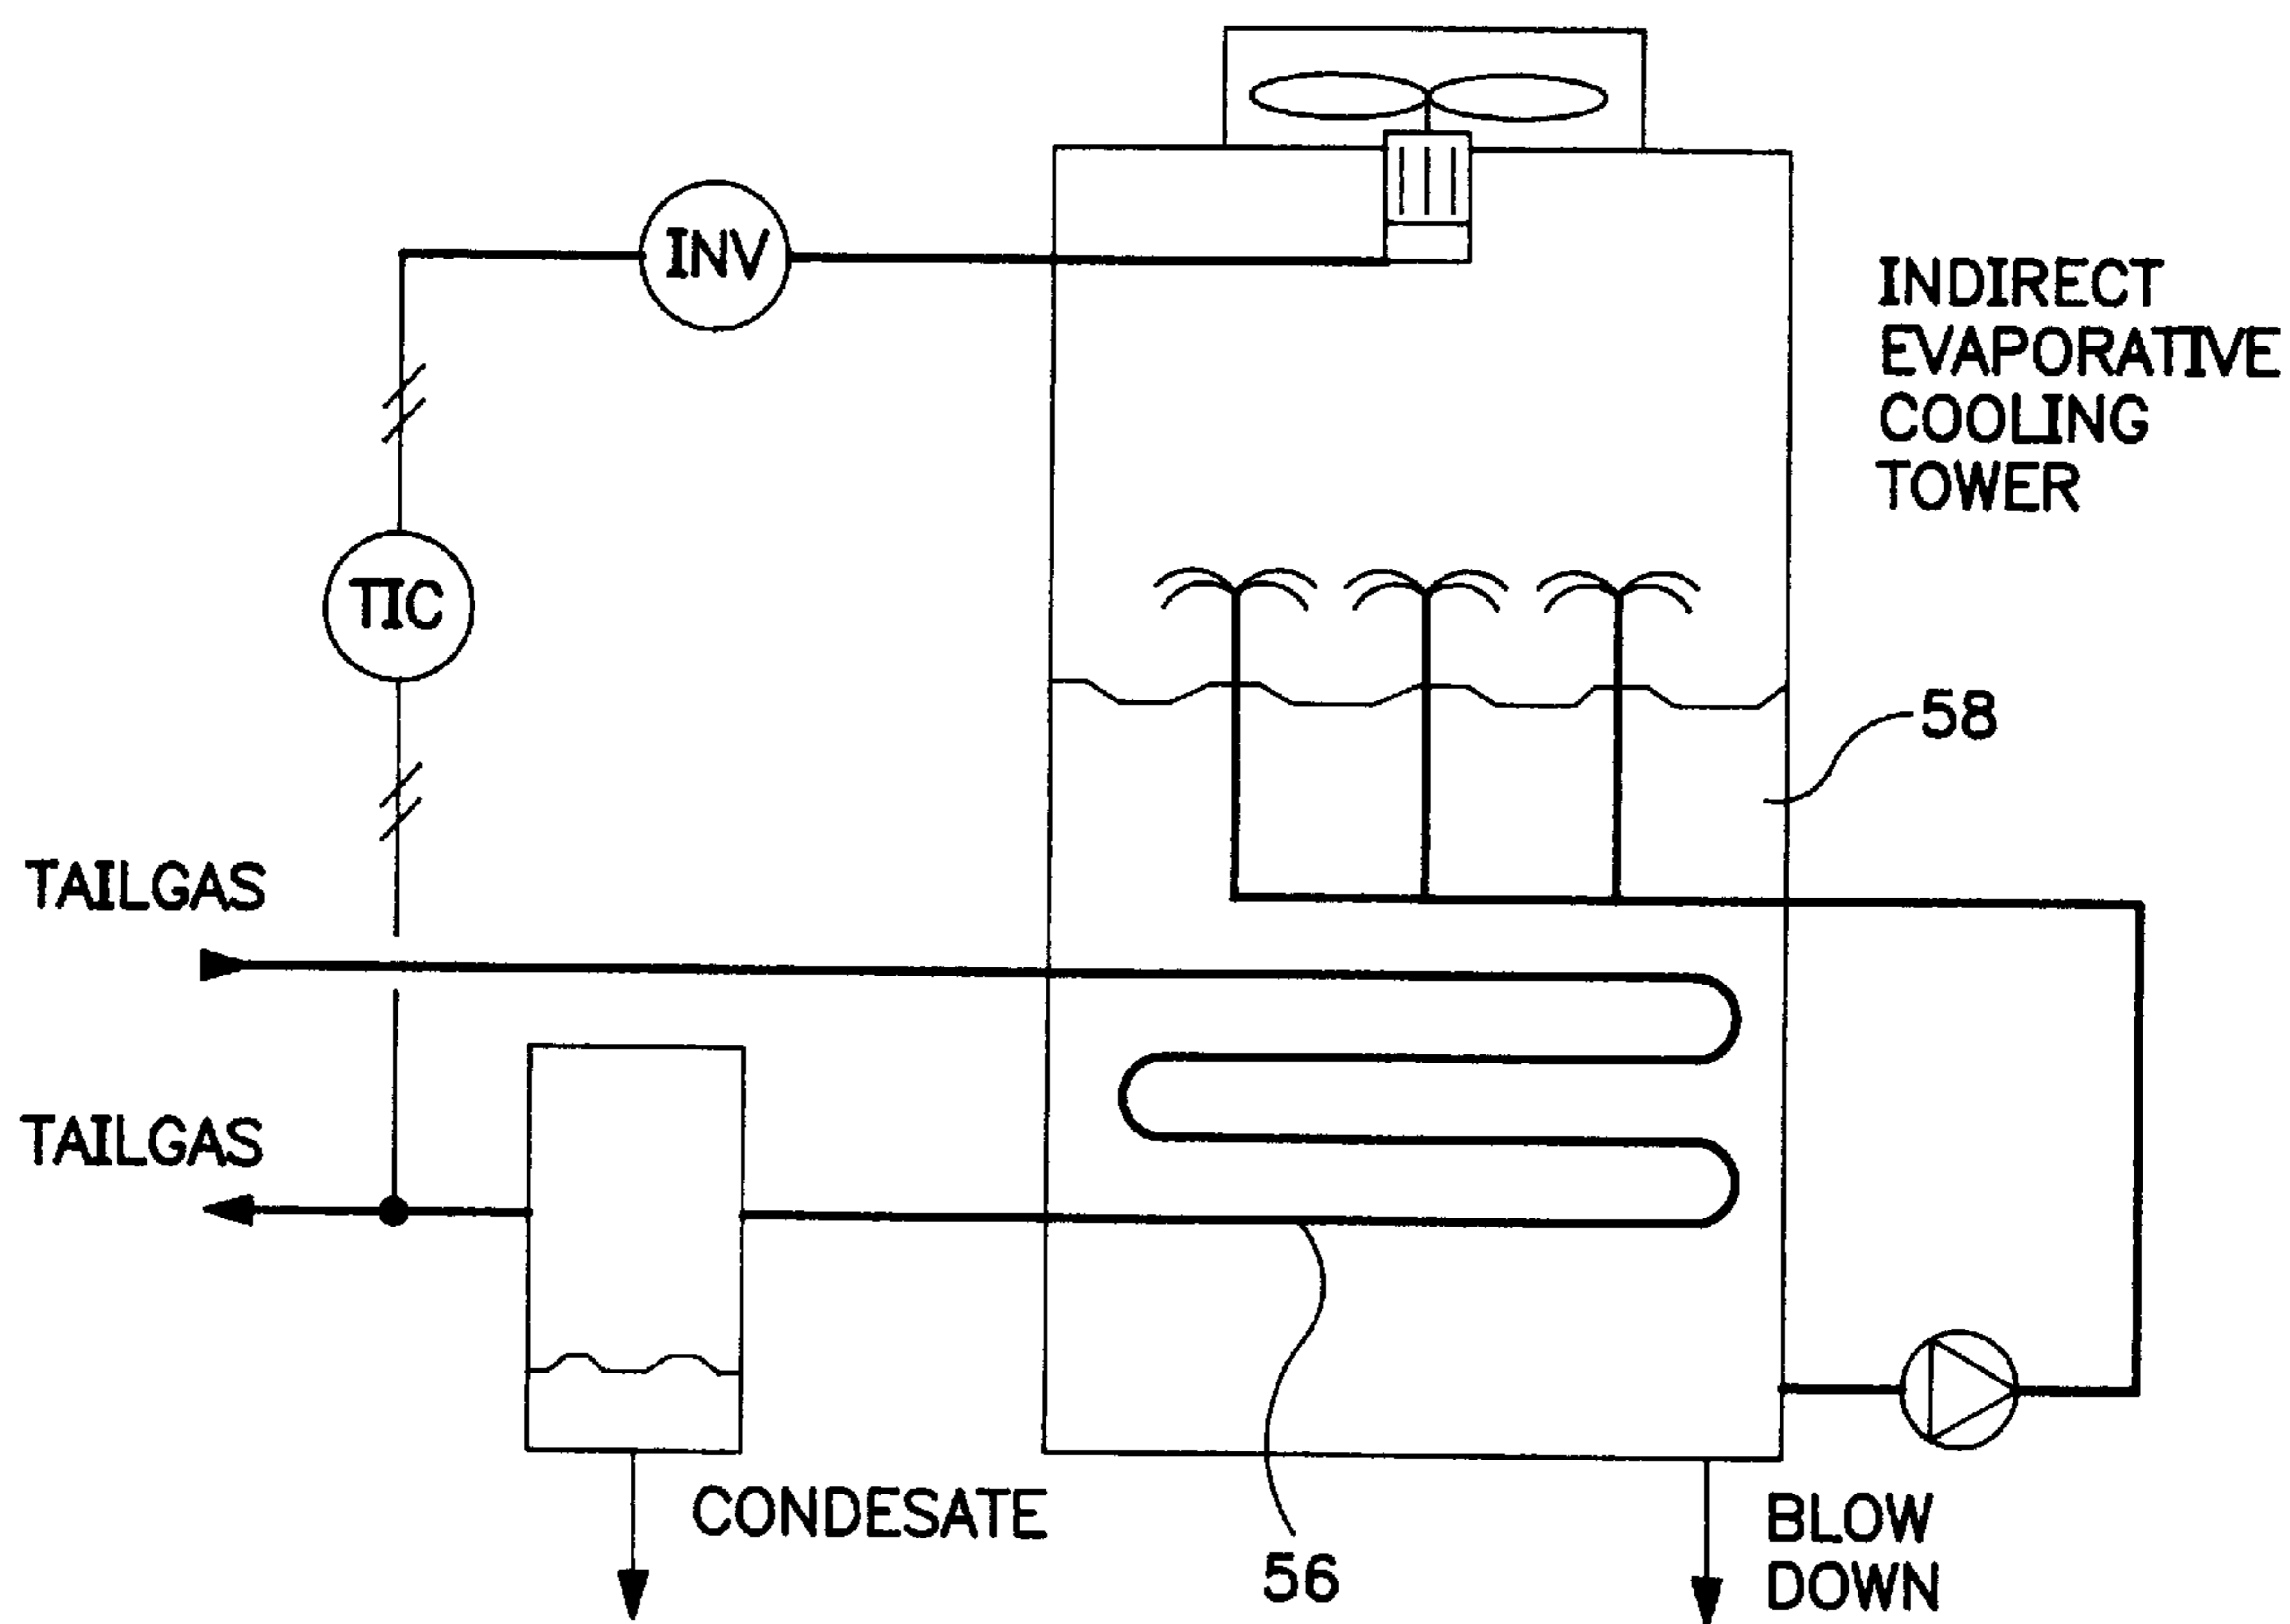 INV
INDIRECT
EVAPORATIVE
COOLING
TOWER
TIC
58
TAILGAS
TAILGAS
CONDESATE
56
BLOW
DOWN